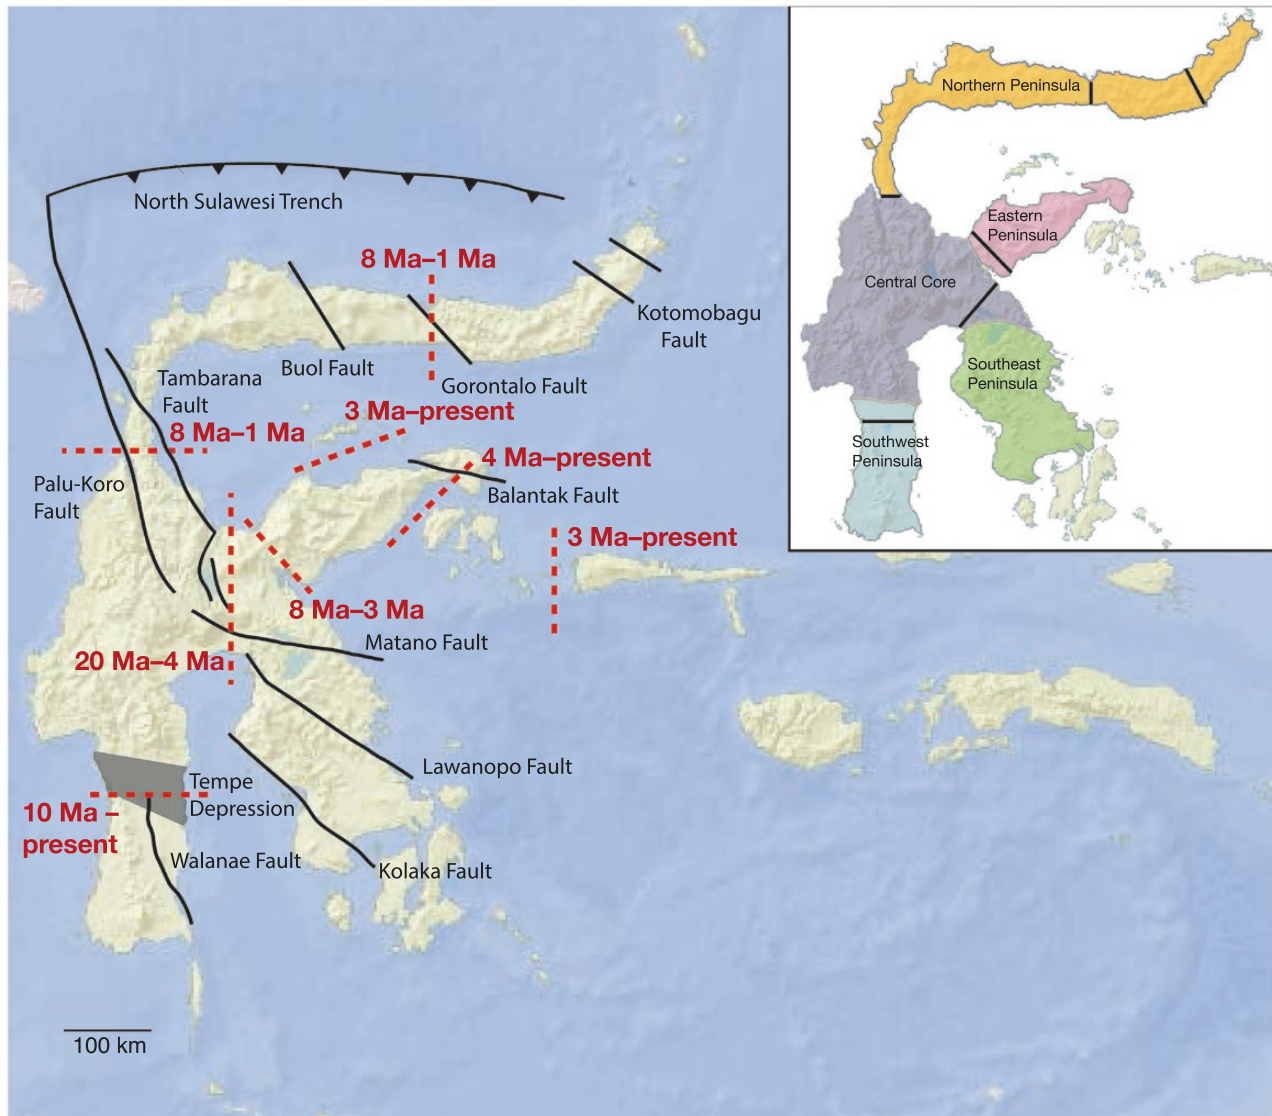 Northern Peninsula
Eastern
Peninsula
Central Core
Southeast
Peninsula
Southwest
Peninsula
North Sulawesi Trench
8 Ma–1 Ma
Kotomobagu
Fault
Buol Fault
Tambarana
Fault
Gorontalo Fault
3 Ma–present
8 Ma–1 Ma
4 Ma–present
Palu-Koro
Fault
Balantak Fault
3 Ma–present
8 Ma–3 Ma
Matano Fault
20 Ma–4 Ma
Lawanopo Fault
Tempe
Depression
10 Ma –
present
Walanae Fault
Kolaka Fault
100 km